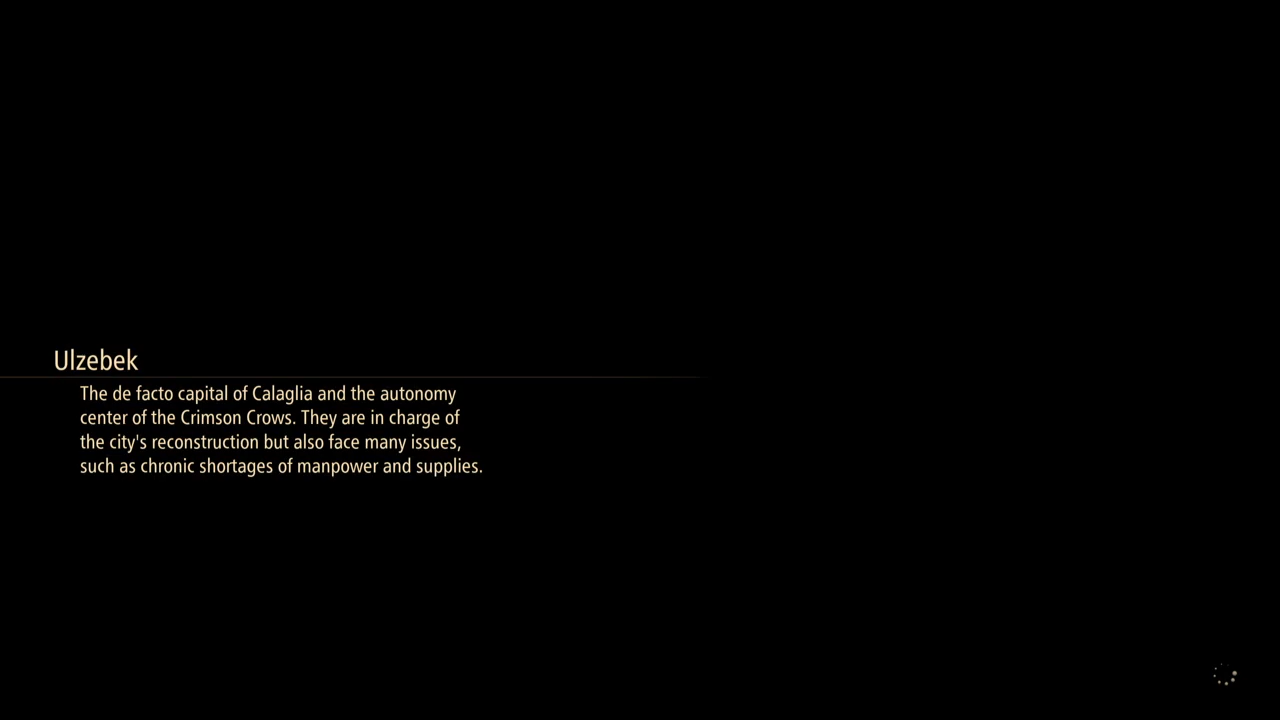 Ulzebek
The de facto capital of Calaglia and the autonomy
center of the Crimson Crows. They are in charge of
the city's reconstruction but also face many issues,
such as chronic shortages of manpower and supplies.